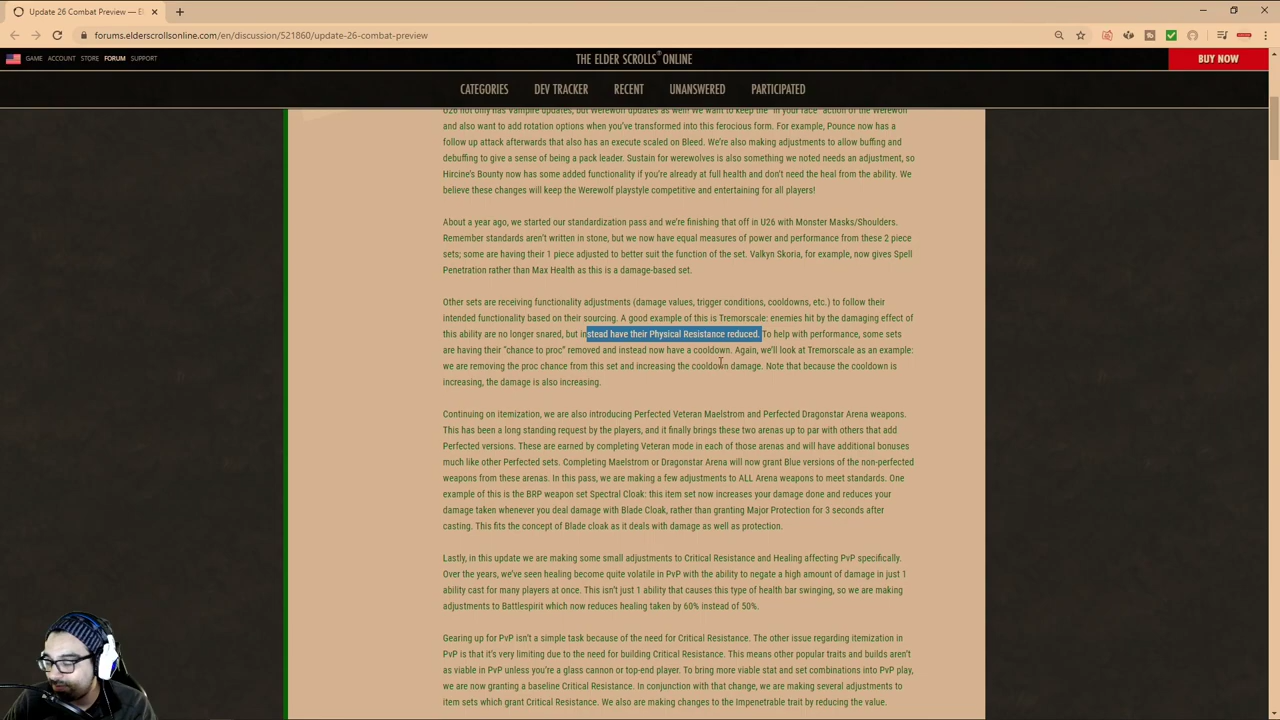 Update 26 Combat Preview — El
forums.elderscrollsonline.com/en/discussion/521860/update-26-combat-preview
GAME ACCOUNT STORE FORUM SUPPORT
THE ELDER SCROLLS ONLINE
BUY NOW
CATEGORIES DEV TRACKER RECENT UNANSWERED PARTICIPATED
U26 not only has Vampire updates, but Werewolf updates as well! We want to keep the "in your face" action of the Werewolf
and also want to add rotation options when you've transformed into this ferocious form. For example, Pounce now has a
follow up attack afterwards that also has an execute scaled on Bleed. We're also making adjustments to allow buffing and
debuffing to give a sense of being a pack leader. Sustain for werewolves is also something we noted needs an adjustment, so
Hircine's Bounty now has some added functionality if you're already at full health and don't need the heal from the ability. We
believe these changes will keep the Werewolf playstyle competitive and entertaining for all players!
About a year ago, we started our standardization pass and we're finishing that off in U26 with Monster Masks/Shoulders.
Remember standards aren't written in stone, but we now have equal measures of power and performance from these 2 piece
sets; some are having their 1 piece adjusted to better suit the function of the set. Valkyn Skoria, for example, now gives Spell
Penetration rather than Max Health as this is a damage-based set.
Other sets are receiving functionality adjustments (damage values, trigger conditions, cooldowns, etc.) to follow their
intended functionality based on their sourcing. A good example of this is Tremorscale: enemies hit by the damaging effect of
this ability are no longer snared, but instead have their Physical Resistance reduced. To help with performance, some sets
are having their "chance to proc" removed and instead now have a cooldown. Again, we'll look at Tremorscale as an example:
we are removing the proc chance from this set and increasing the cooldown damage. Note that because the cooldown is
increasing, the damage is also increasing.
Continuing on itemization, we are also introducing Perfected Veteran Maelstrom and Perfected Dragonstar Arena weapons.
This has been a long standing request by the players, and it finally brings these two arenas up to par with others that add
Perfected versions. These are earned by completing Veteran mode in each of those arenas and will have additional bonuses
much like other Perfected sets. Completing Maelstrom or Dragonstar Arena will now grant Blue versions of the non-perfected
weapons from these arenas. In this pass, we are making a few adjustments to ALL Arena weapons to meet standards. One
example of this is the BRP weapon set Spectral Cloak: this item set now increases your damage done and reduces your
damage taken whenever you deal damage with Blade Cloak, rather than granting Major Protection for 3 seconds after
casting. This fits the concept of Blade cloak as it deals with damage as well as protection.
Lastly, in this update we are making some small adjustments to Critical Resistance and Healing affecting PvP specifically.
Over the years, we've seen healing become quite volatile in PvP with the ability to negate a high amount of damage in just 1
ability cast for many players at once. This isn't just 1 ability that causes this type of health bar swinging, so we are making
adjustments to Battlespirit which now reduces healing taken by 60% instead of 50%.
Gearing up for PvP isn't a simple task because of the need for Critical Resistance. The other issue regarding itemization in
PvP is that it's very limiting due to the need for building Critical Resistance. This means other popular traits and builds aren't
as viable in PvP unless you're a glass cannon or top-end player. To bring more viable stat and set combinations into PvP play,
we are now granting a baseline Critical Resistance. In conjunction with that change, we are making several adjustments to
item sets which grant Critical Resistance. We also are making changes to the Impenetrable trait by reducing the value.